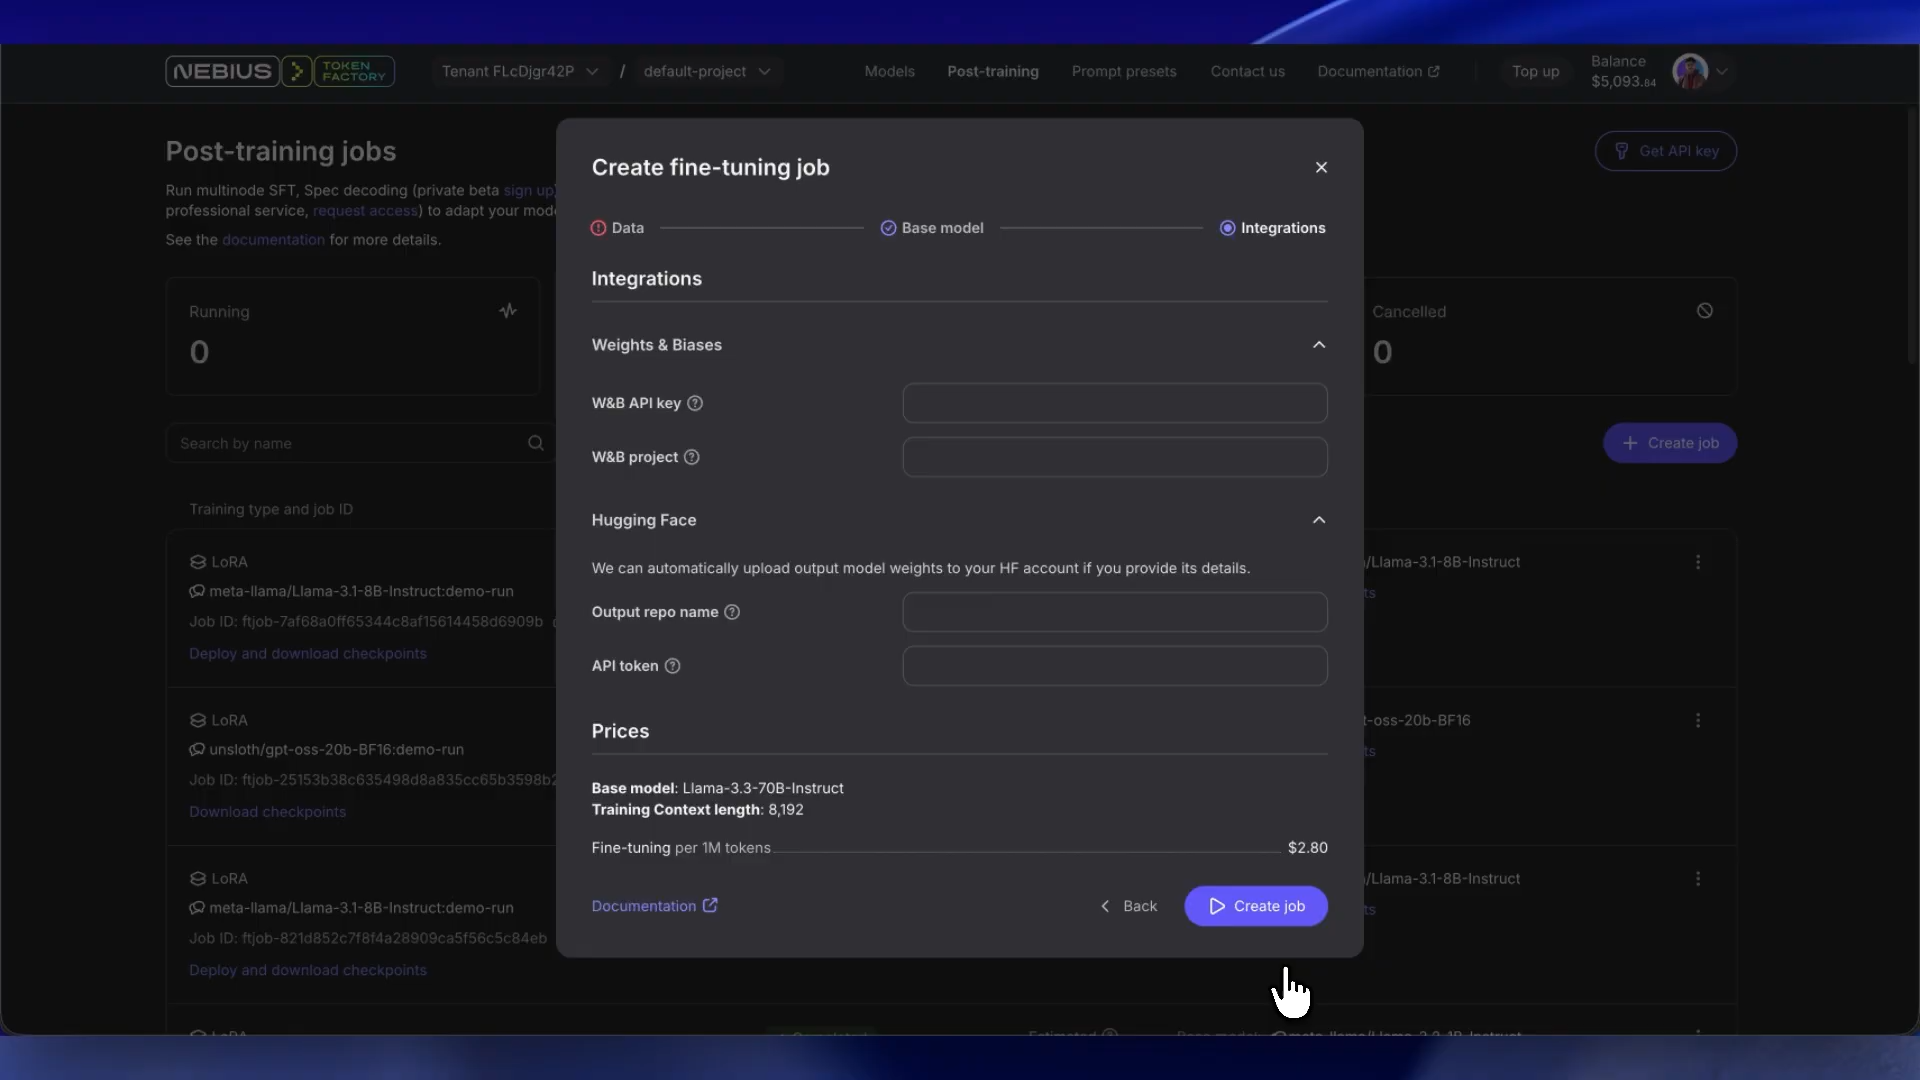 NEBIUS TOKEN FACTORY
Tenant FLcDjgr42P / default-project
Models Post-training Prompt presets Contact us Documentation Top up Balance $5,093.84
Post-training jobs
Get API key
Run multinode SFT, Spec decoding (private beta sign up)
professional service, request access) to adapt your
See the documentation for more details.
Running
0
Cancelled
0
Search by name
Create job
Training type and job ID
LoRA
meta-llama/Llama-3.1-8B-Instruct:demo-run
Job ID: ftjob-7af68a0ff65344c8af15614458d6909b
Deploy and download checkpoints
/Llama-3.1-8B-Instruct
LoRA
unsloth/gpt-oss-20b-BF16:demo-run
Job ID: ftjob-25153b38c635498d8a835cc65b3598b2
Download checkpoints
t-oss-20b-BF16
LoRA
meta-llama/Llama-3.1-8B-Instruct:demo-run
Job ID: ftjob-821d852c7f8f4a28909ca5f56c5c84eb
Deploy and download checkpoints
/Llama-3.1-8B-Instruct
LoRA
Create fine-tuning job
Data Base model Integrations
Integrations
Weights & Biases
W&B API key
W&B project
Hugging Face
We can automatically upload output model weights to your HF account if you provide its details.
Output repo name
API token
Prices
Base model: Llama-3.3-70B-Instruct
Training Context length: 8,192
Fine-tuning per 1M tokens $2.80
Documentation
Back
Create job